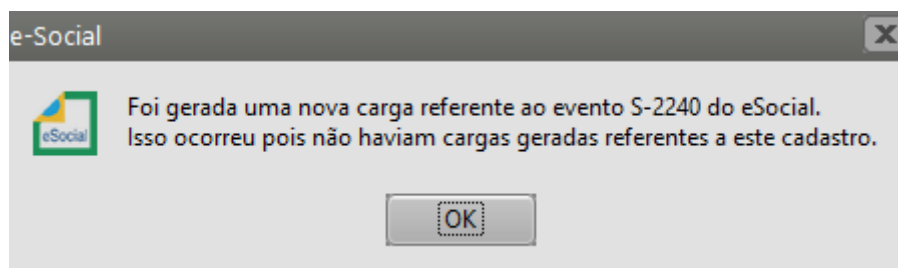 e-Social
Foi gerada uma nova carga referente ao evento S-2240 do eSocial.
Isso ocorreu pois não haviam cargas geradas referentes a este cadastro.
eSocial
OK